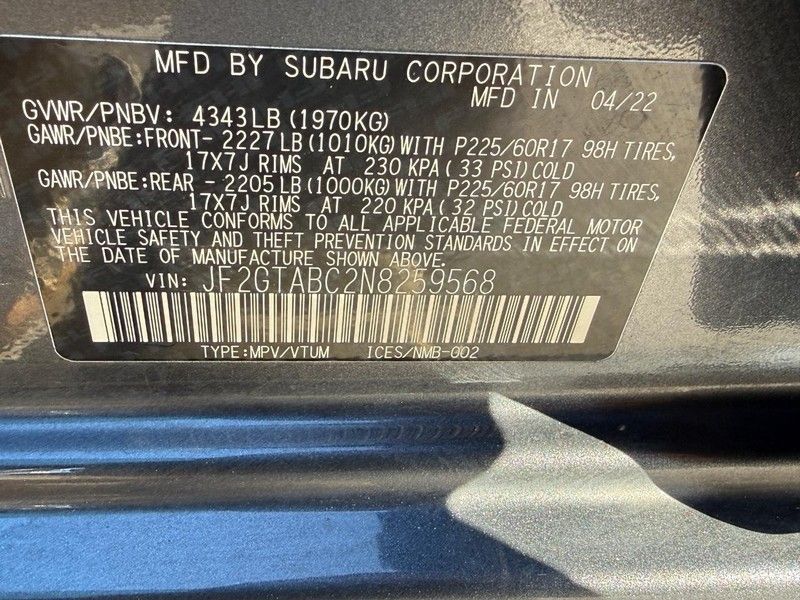 MFD BY SUBARU CORPORATION
MFD IN 04/22
GVWR/PNBV: 4343LB (1970KG)
GAWR/PNBE: FRONT- 2227 LB (1010KG) WITH P225/60R17 98H TIRES,
17X7J RIMS AT 230 KPA ( 33 PSI) COLD
GAWR/PNBE: REAR - 2205 LB (1000KG) WITH P225/60R17 98H TIRES,
17X7J RIMS AT 220 KPA ( 32 PSI) COLD
THIS VEHICLE CONFORMS TO ALL APPLICABLE FEDERAL MOTOR
VEHICLE SAFETY AND THEFT PREVENTION STANDARDS IN EFFECT ON
THE DATE OF MANUFACTURE SHOWN ABOVE.
VIN: JF2GTABC2N8259568
TYPE:MPV/VTUM ICES/NMB-002